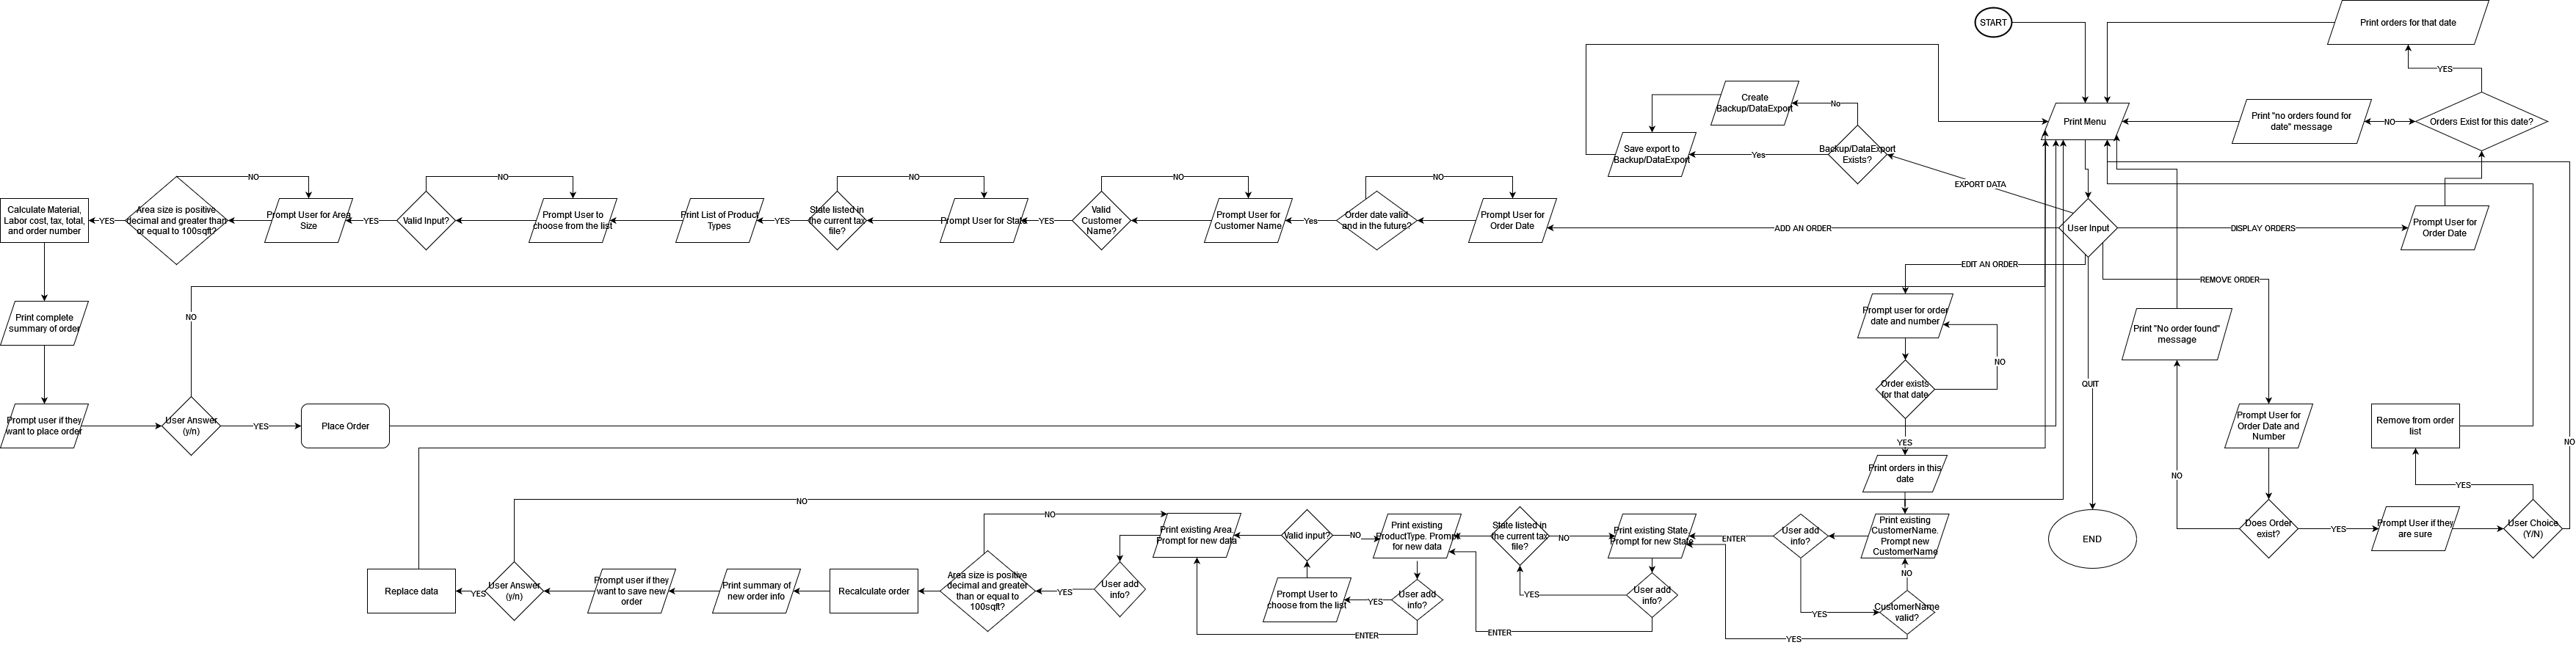 START
Print orders for that date
YES
Create
Backup/DataExport
No
Print Menu
Print "no orders found for
date" message
NO
Orders Exist for this date?
Save export to
Backup/DataExport
Yes
Backup/DataExport
Exists?
EXPORT DATA
NO
NO
NO
NO
NO
Calculate Material,
Labor cost, tax, total,
and order number
YES
Area size is positive
decimal and greater than
or equal to 100sqft?
Prompt User for Area
Size
YES
Valid Input?
Prompt User to
choose from the list
Print List of Product
Types
YES
State listed in
the current tax
file?
Prompt User for State
YES
Valid
Customer
Name?
Prompt User for
Customer Name
Yes
Order date valid
and in the future?
Prompt User for
Order Date
ADD AN ORDER
User Input
DISPLAY ORDERS
Prompt User for
Order Date
EDIT AN ORDER
REMOVE ORDER
Print complete
summary of order
NO
Prompt user for order
date and number
Print "No order found"
message
NO
Order exists
for that date
QUIT
Prompt user if they
want to place order
User Answer
(y/n)
YES
Place Order
Prompt User for
Order Date and
Number
Remove from order
list
NO
YES
Print orders in this
date
NO
YES
NO
NO
Print existing Area.
Prompt for new data
Valid input?
NO
Print existing
ProductType. Prompt
for new data
State listed in
the current tax
file?
NO
Print existing State.
Prompt for new State
ENTER
User add
info?
Print existing
CustomerName.
Prompt new
CustomerName
END
Does Order
exist?
YES
Prompt User if they
are sure
User Choice
(Y/N)
Replace data
YES
User Answer
(y/n)
Prompt user if they
want to save new
order
Print summary of
new order info
Recalculate order
Area size is positive
decimal and greater
than or equal to
100sqft?
YES
User add
info?
Prompt User to
choose from the list
YES
User add
info?
YES
User add
info?
NO
YES
CustomerName
valid?
ENTER
ENTER
YES